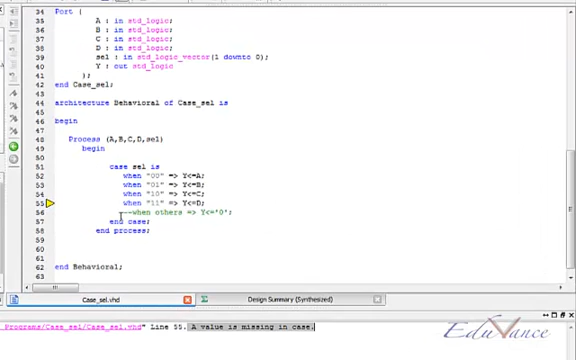 34 Port (
35 A : in std_logic;
36 B : in std_logic;
37 C : in std_logic;
38 D : in std_logic;
39 sel : in std_logic_vector(1 downto 0);
40 Y : out std_logic
41 );
42 end Case_sel;
43
44 architecture Behavioral of Case_sel is
45
46 begin
47
48 Process (A,B,C,D,sel)
49 begin
50
51 case sel is
52 when "00" => Y<=A;
53 when "01" => Y<=B;
54 when "10" => Y<=C;
55 when "11" => Y<=D;
56 --when others => Y<='0';
57 end case;
58 end process;
59
60
61
62 end Behavioral;
63
Case_sel.vhd Design Summary (Synthesized)
Programs/Case_sel/Case_sel.vhd" Line 55. A value is missing in case.
EduVance